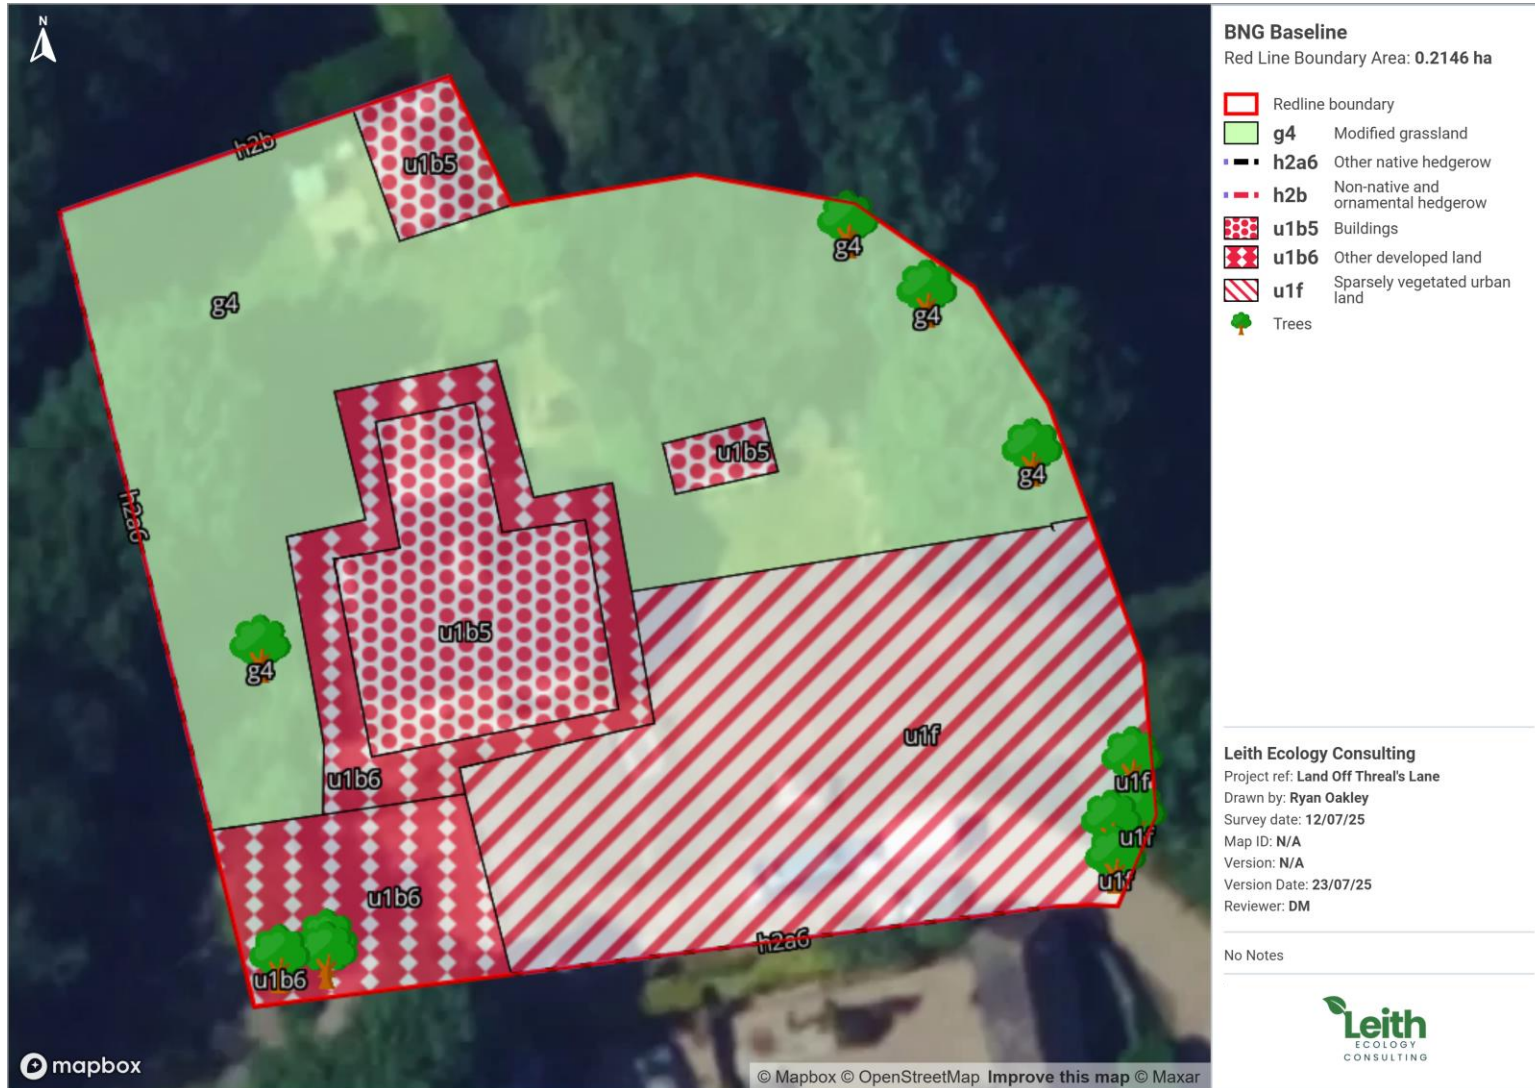 N
h2b
u1b5
g4
g4
g4
u1b5
g4
h2a6
u1b5
g4
u1f
u1b6
u1f
u1f
u1f
u1b6
h2a6
u1b6
mapbox
© Mapbox © OpenStreetMap Improve this map © Maxar
BNG Baseline
Red Line Boundary Area: 0.2146 ha
Redline boundary
g4 Modified grassland
h2a6 Other native hedgerow
h2b Non-native and
ornamental hedgerow
u1b5 Buildings
u1b6 Other developed land
u1f Sparsely vegetated urban
land
Trees
Leith Ecology Consulting
Project ref: Land Off Threal's Lane
Drawn by: Ryan Oakley
Survey date: 12/07/25
Map ID: N/A
Version: N/A
Version Date: 23/07/25
Reviewer: DM
No Notes
Leith
ECOLOGY
CONSULTING